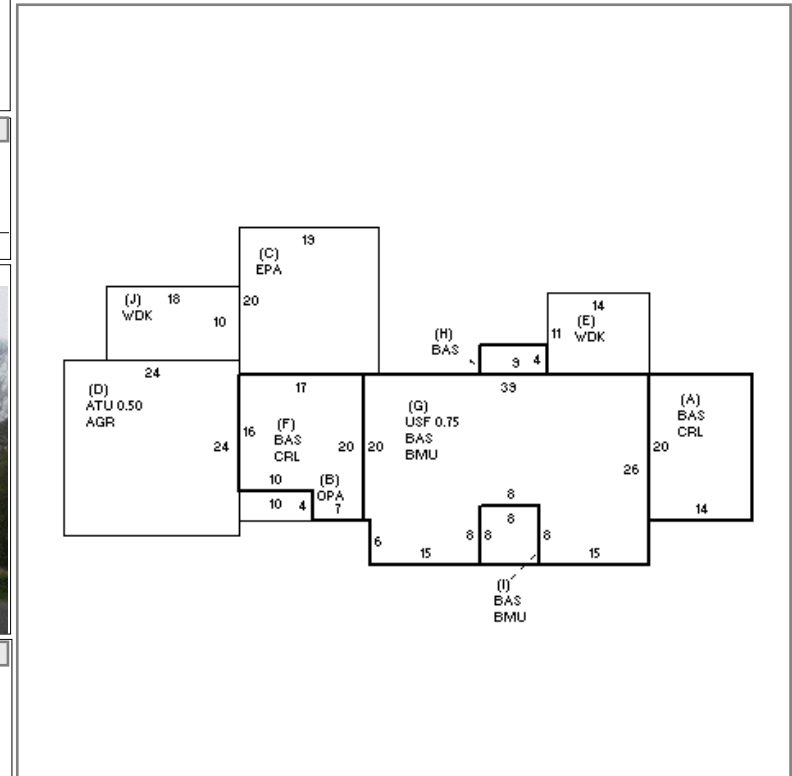 19
(C)
EPA
20
(J)
WDK
18
10
14
(E)
WDK
11
(H)
BAS
9
4
24
(D)
ATU 0.50
AGR
24
17
(F)
BAS
CRL
16
20
10
(B)
OPA
7
10
4
39
(G)
USF 0.75
BAS
BMU
20
26
(A)
BAS
CRL
20
14
8
8
8
8
8
6
15
15
(I)
BAS
BMU